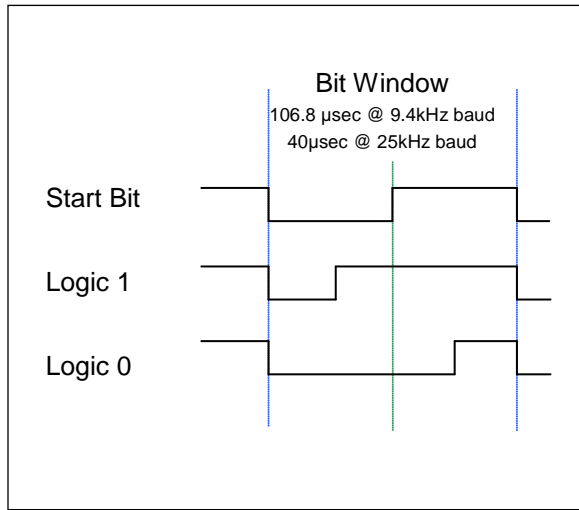 Bit Window
106.8 µsec @ 9.4kHz baud
40µsec @ 25kHz baud
Start Bit
Logic 1
Logic 0